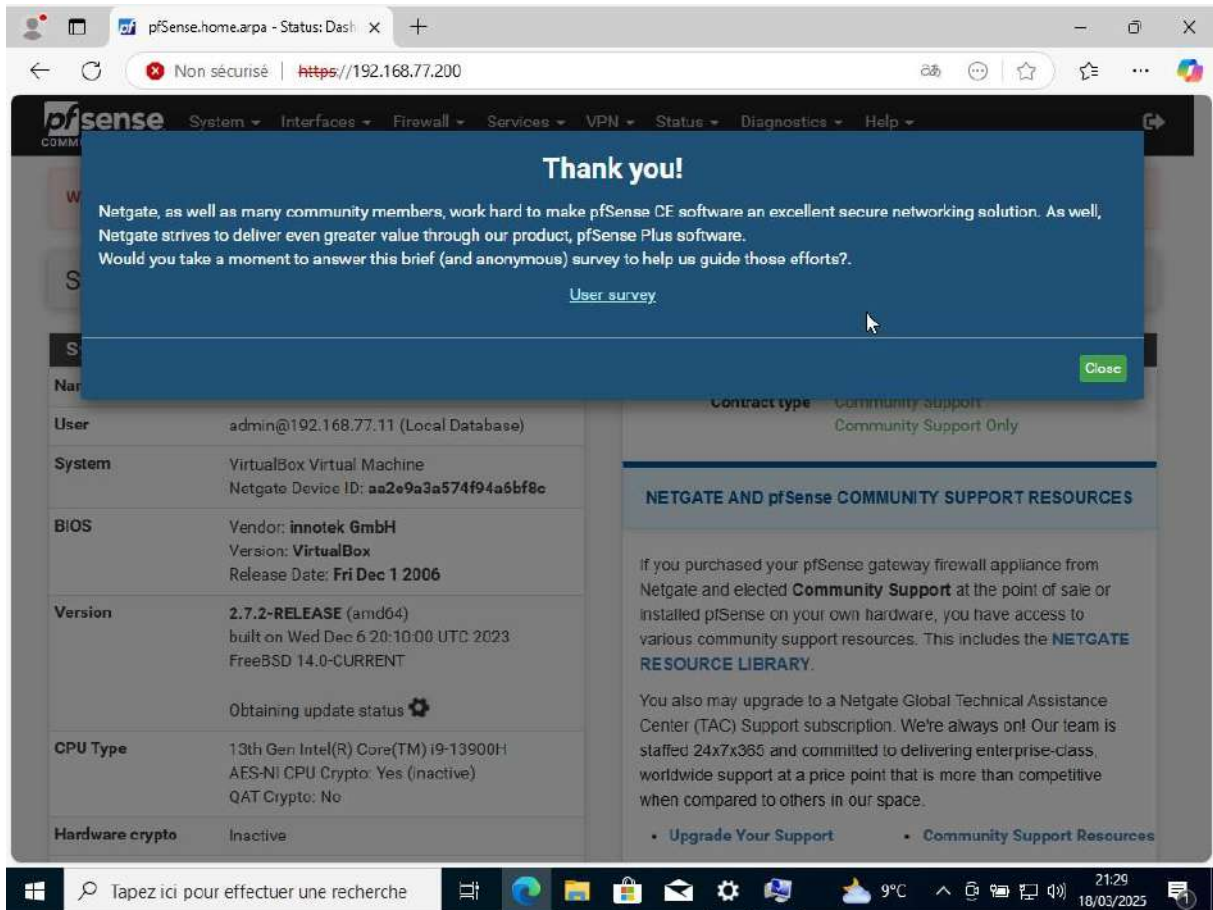 pfSense.home.arpa - Status: Dash
Non sécurisé | https://192.168.77.200
pfsense System Interfaces Firewall Services VPN Status Diagnostics Help
COMM
W
Thank you!
Netgate, as well as many community members, work hard to make pfSense CE software an excellent secure networking solution. As well,
Netgate strives to deliver even greater value through our product, pfSense Plus software.
Would you take a moment to answer this brief (and anonymous) survey to help us guide those efforts?.
User survey
Close
S
S
Nar
User admin@192.168.77.11 (Local Database)
System VirtualBox Virtual Machine
Netgate Device ID: aa2e9a3a574f94a6bf8c
BIOS Vendor: innotek GmbH
Version: VirtualBox
Release Date: Fri Dec 1 2006
Version 2.7.2-RELEASE (amd64)
built on Wed Dec 6 20:10:00 UTC 2023
FreeBSD 14.0-CURRENT
Obtaining update status
CPU Type 13th Gen Intel(R) Core(TM) i9-13900H
AES-NI CPU Crypto: Yes (inactive)
QAT Crypto: No
Hardware crypto Inactive
Contract type Community Support
Community Support Only
NETGATE AND pfSense COMMUNITY SUPPORT RESOURCES
If you purchased your pfSense gateway firewall appliance from
Netgate and elected Community Support at the point of sale or
installed pfSense on your own hardware, you have access to
various community support resources. This includes the NETGATE
RESOURCE LIBRARY.
You also may upgrade to a Netgate Global Technical Assistance
Center (TAC) Support subscription. We're always on! Our team is
staffed 24x7x365 and committed to delivering enterprise-class,
worldwide support at a price point that is more than competitive
when compared to others in our space.
• Upgrade Your Support • Community Support Resources
Tapez ici pour effectuer une recherche 9°C 21:29
18/03/2025